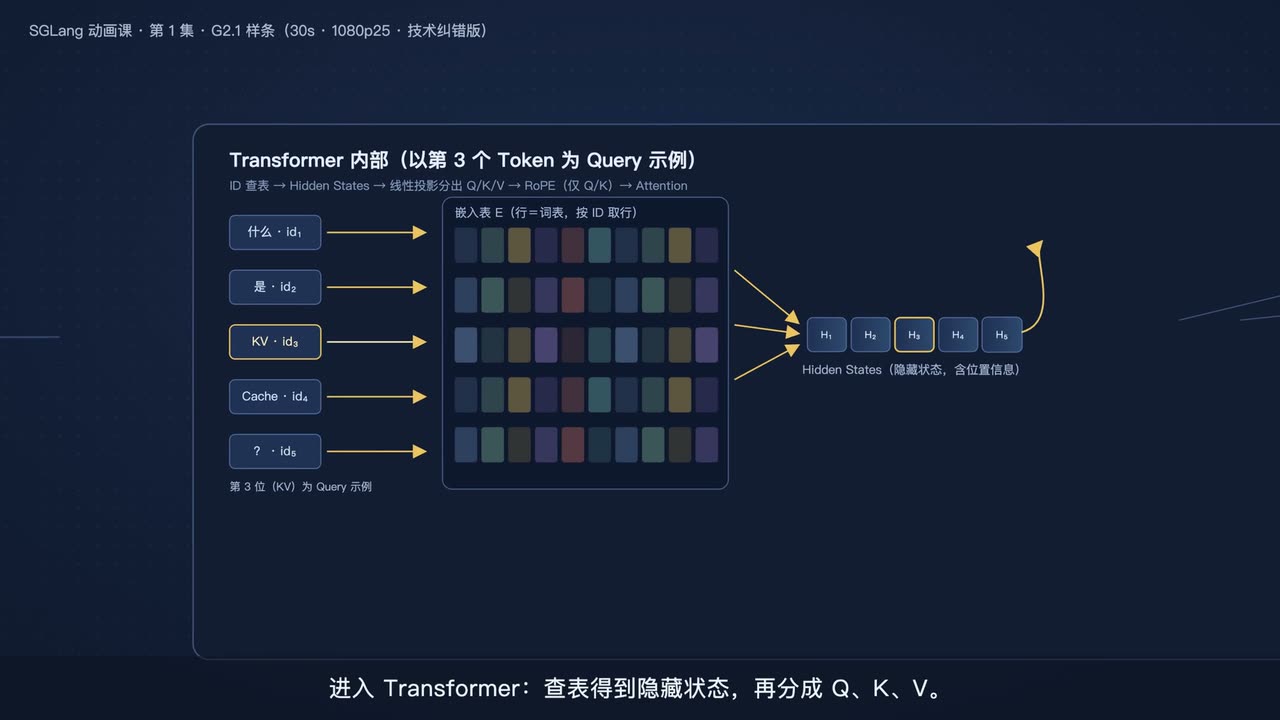 SGLang 动画课 · 第 1 集 · G2.1 样条（30s · 1080p25 · 技术纠错版）
Transformer 内部（以第 3 个 Token 为 Query 示例）
ID 查表 → Hidden States → 线性投影分出 Q/K/V → RoPE（仅 Q/K）→ Attention
嵌入表 E（行＝词表，按 ID 取行）
什么 · id₁
是 · id₂
KV · id₃
Cache · id₄
？ · id₅
第 3 位（KV）为 Query 示例
H₁ H₂ H₃ H₄ H₅
Hidden States（隐藏状态，含位置信息）
进入 Transformer：查表得到隐藏状态，再分成 Q、K、V。